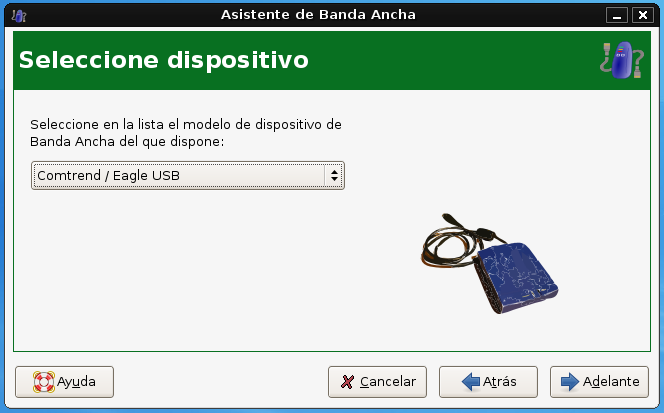 Asistente de Banda Ancha
Seleccione dispositivo
Seleccione en la lista el modelo de dispositivo de
Banda Ancha del que dispone:
Comtrend / Eagle USB
Ayuda
Cancelar
Atrás
Adelante